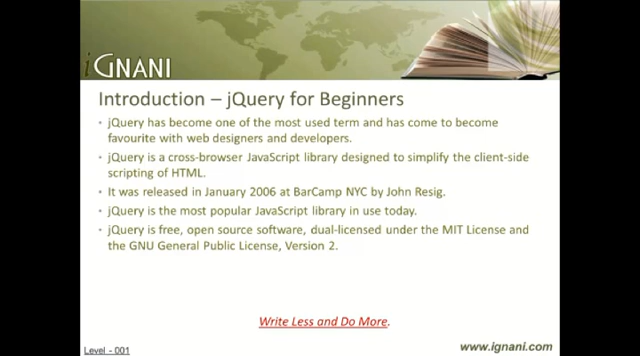 iGNANI
Introduction – jQuery for Beginners
• jQuery has become one of the most used term and has come to become
favourite with web designers and developers.
• jQuery is a cross-browser JavaScript library designed to simplify the client-side
scripting of HTML.
• It was released in January 2006 at BarCamp NYC by John Resig.
• jQuery is the most popular JavaScript library in use today.
• jQuery is free, open source software, dual-licensed under the MIT License and
the GNU General Public License, Version 2.
Write Less and Do More.
Level - 001
www.ignani.com